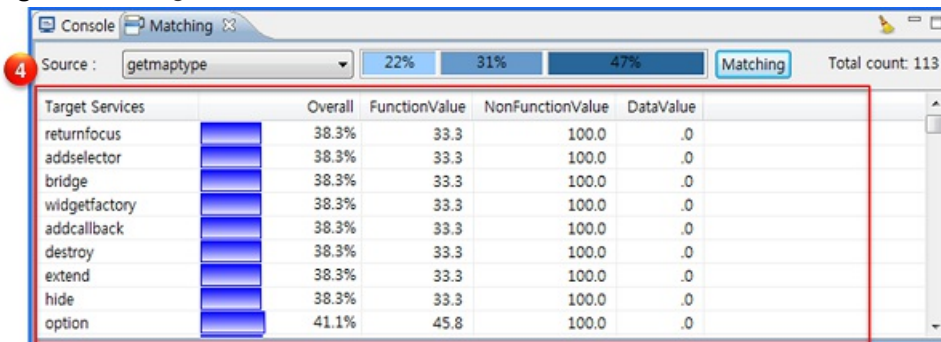 Console Matching
4
Source : getmaptype 22% 31% 47% Matching Total count: 113
Target Services Overall FunctionValue NonFunctionValue DataValue
returnfocus 38.3% 33.3 100.0 .0
addselector 38.3% 33.3 100.0 .0
bridge 38.3% 33.3 100.0 .0
widgetfactory 38.3% 33.3 100.0 .0
addcallback 38.3% 33.3 100.0 .0
destroy 38.3% 33.3 100.0 .0
extend 38.3% 33.3 100.0 .0
hide 38.3% 33.3 100.0 .0
option 41.1% 45.8 100.0 .0